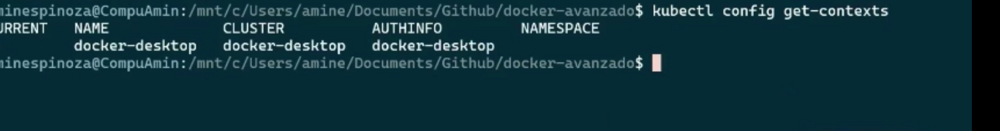 minespinoza@CompuAmin:/mnt/c/Users/amine/Documents/Github/docker-avanzado$ kubectl config get-contexts
URRENT NAME CLUSTER AUTHINFO NAMESPACE
docker-desktop docker-desktop docker-desktop
minespinoza@CompuAmin:/mnt/c/Users/amine/Documents/Github/docker-avanzado$